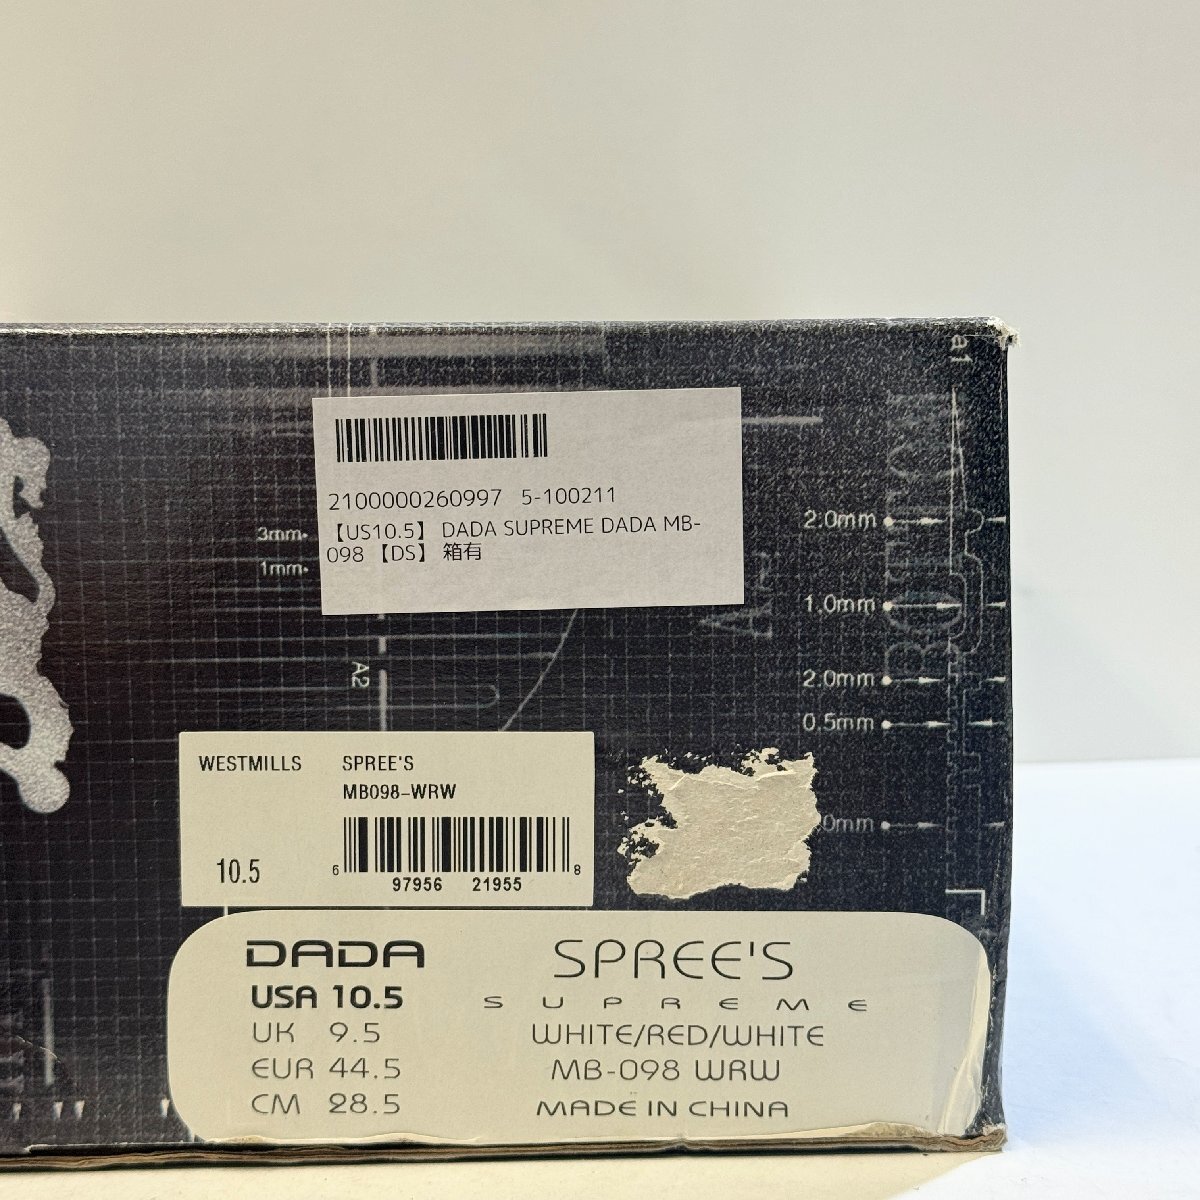 a1
2100000260997 5-100211
【US10.5】 DADA SUPREME DADA MB-
098 【DS】 箱有
3mm
1mm
2.0mm
1.0mm
2.0mm
0.5mm
0mm
A2
WESTMILLS SPREE'S
MB098-WRW
10.5
6 97956 21955 8
DADA
USA 10.5
UK 9.5
EUR 44.5
CM 28.5
SPREE'S
SUPREME
WHITE/RED/WHITE
MB-098 WRW
MADE IN CHINA